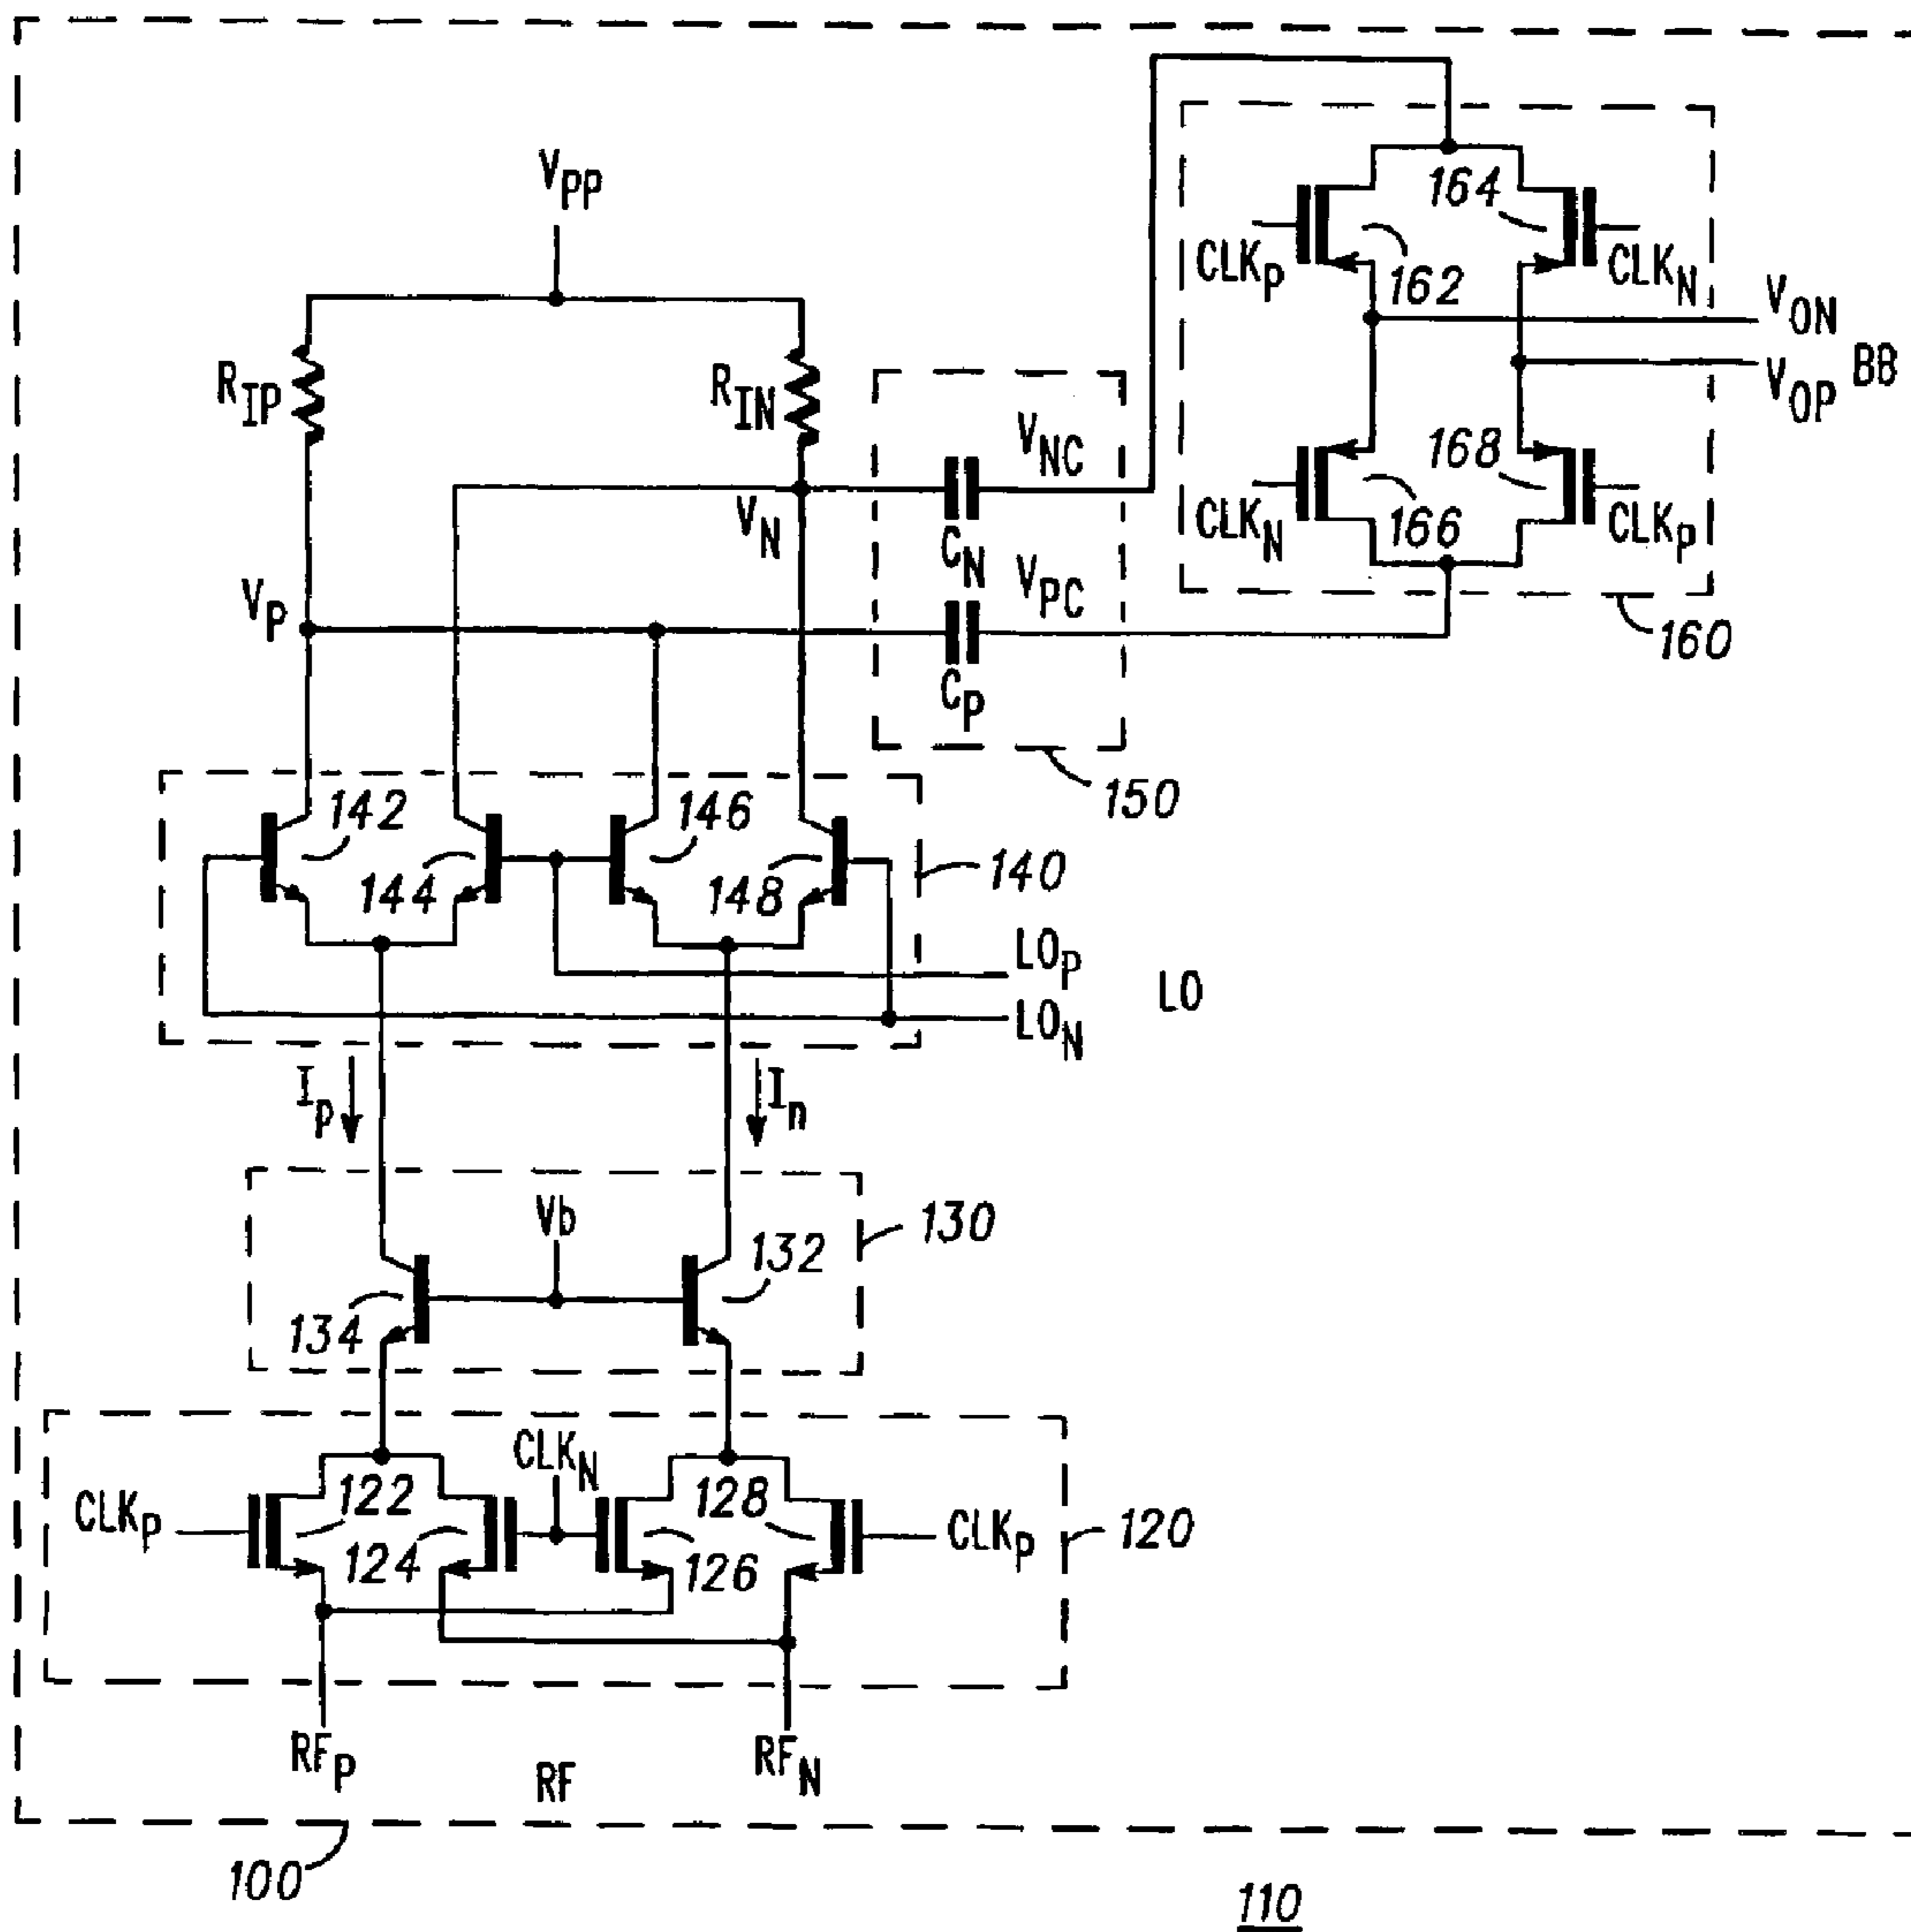 V_PP
164
CLK_P
162
CLK_N
V_ON
R_IP
R_IN
V_OP BB
V_NC
168
V_N
C_N
CLK_N
166
CLK_P
V_PC
V_P
160
C_P
150
142
146
144
148
140
LO_P
LO
LO_N
I_p
I_n
Vb
130
132
134
CLK_N
122
128
CLK_P
CLK_P
120
124
126
RF_P
RF
RF_N
100
110